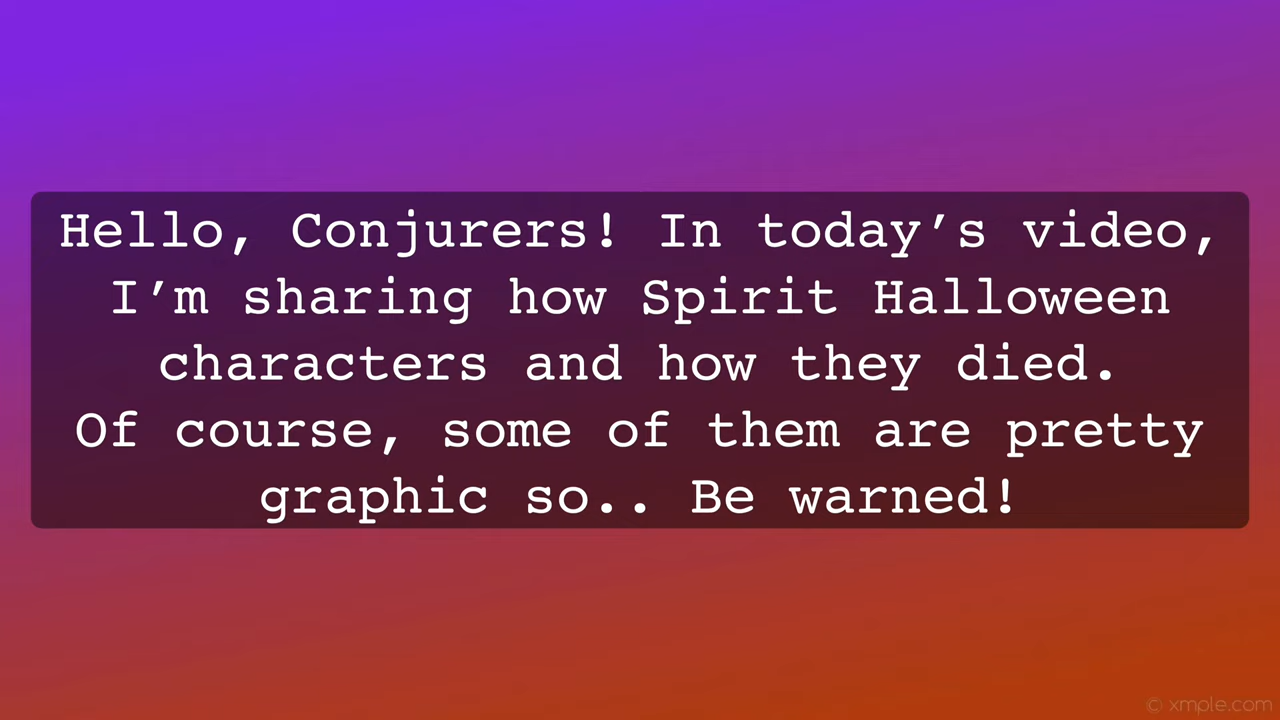 Hello, Conjurers! In today’s video,
I’m sharing how Spirit Halloween
characters and how they died.
Of course, some of them are pretty
graphic so.. Be warned!
© xmple.com